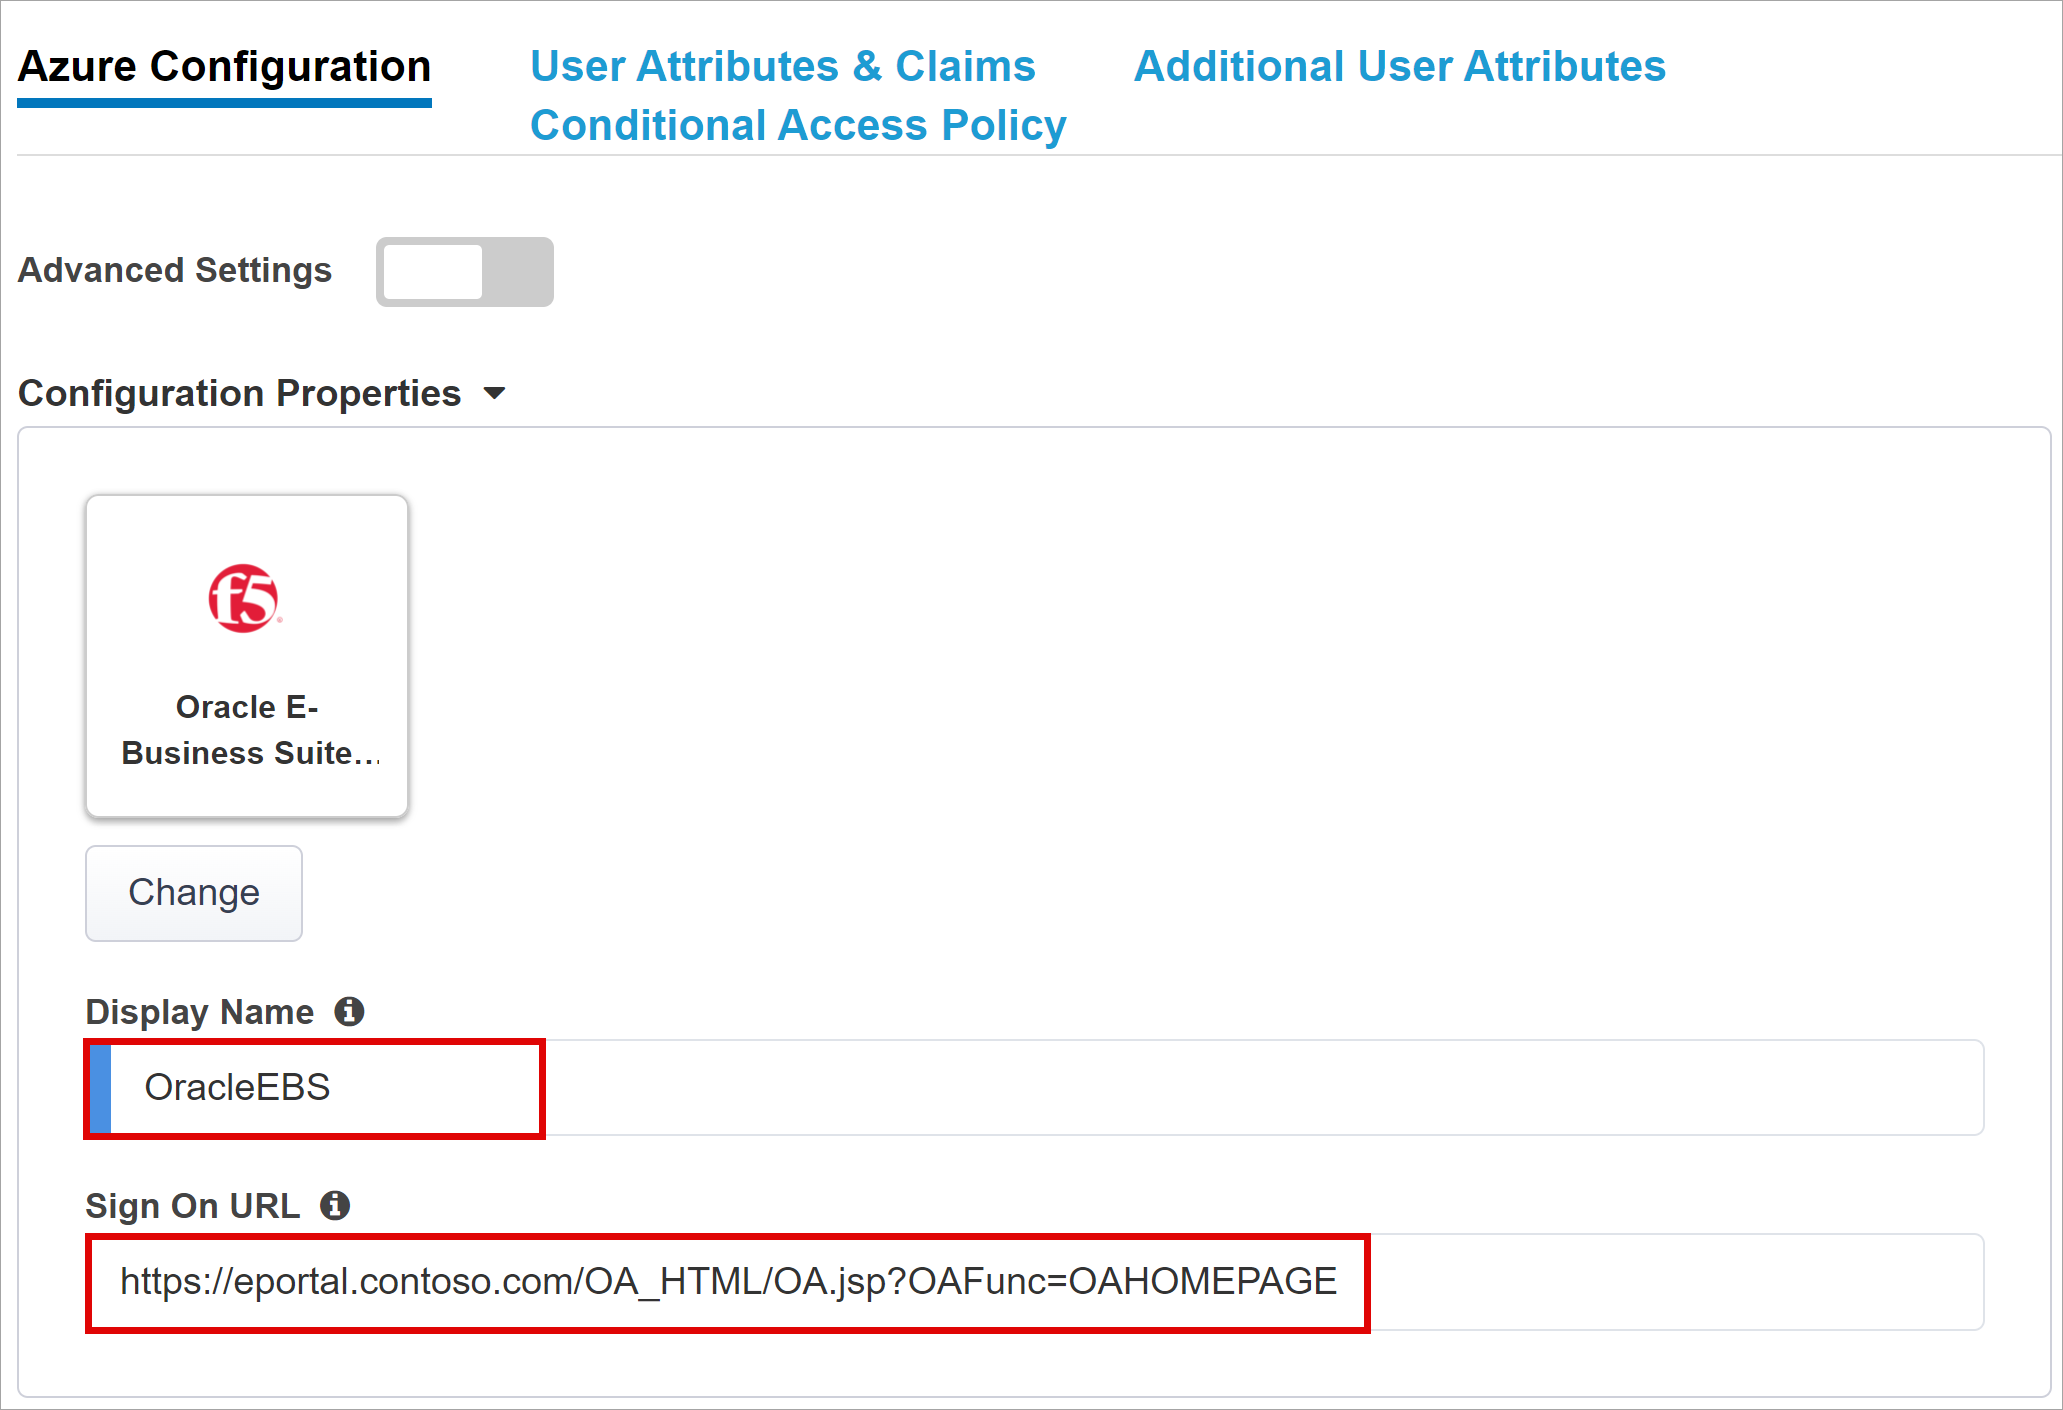 Azure Configuration
User Attributes & Claims
Additional User Attributes
Conditional Access Policy
Advanced Settings
Configuration Properties
f5
Oracle E-
Business Suite...
Change
Display Name
OracleEBS
Sign On URL
https://eportal.contoso.com/OA_HTML/OA.jsp?OAFunc=OAHOMEPAGE